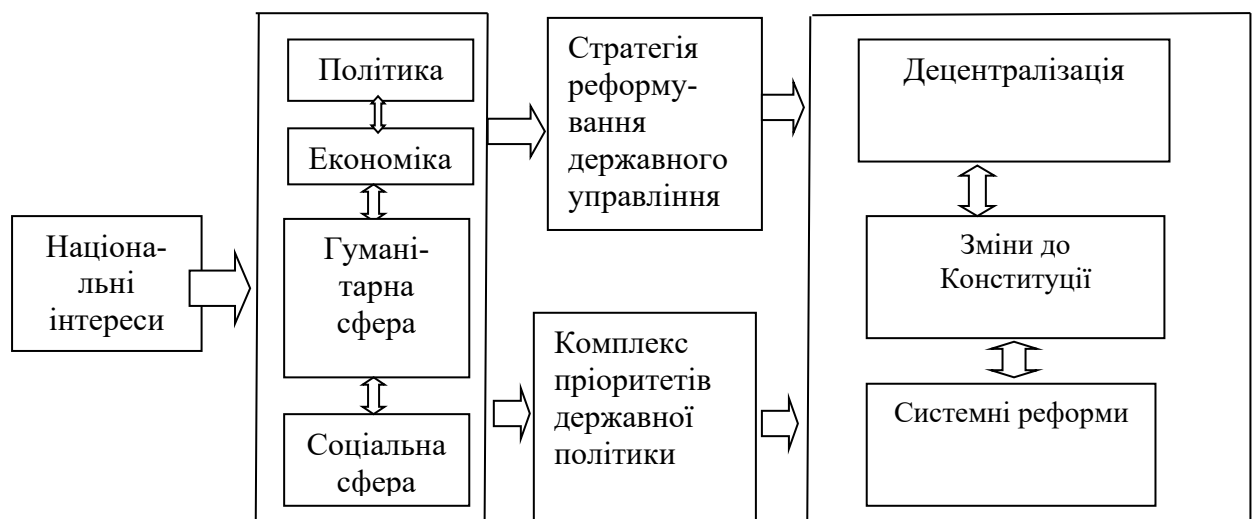 Націона-
льні
інтереси
Політика
Економіка
Гумані-
тарна
сфера
Соціальна
сфера
Стратегія
реформу-
вання
державного
управління
Комплекс
пріоритетів
державної
політики
Децентралізація
Зміни до
Конституції
Системні реформи